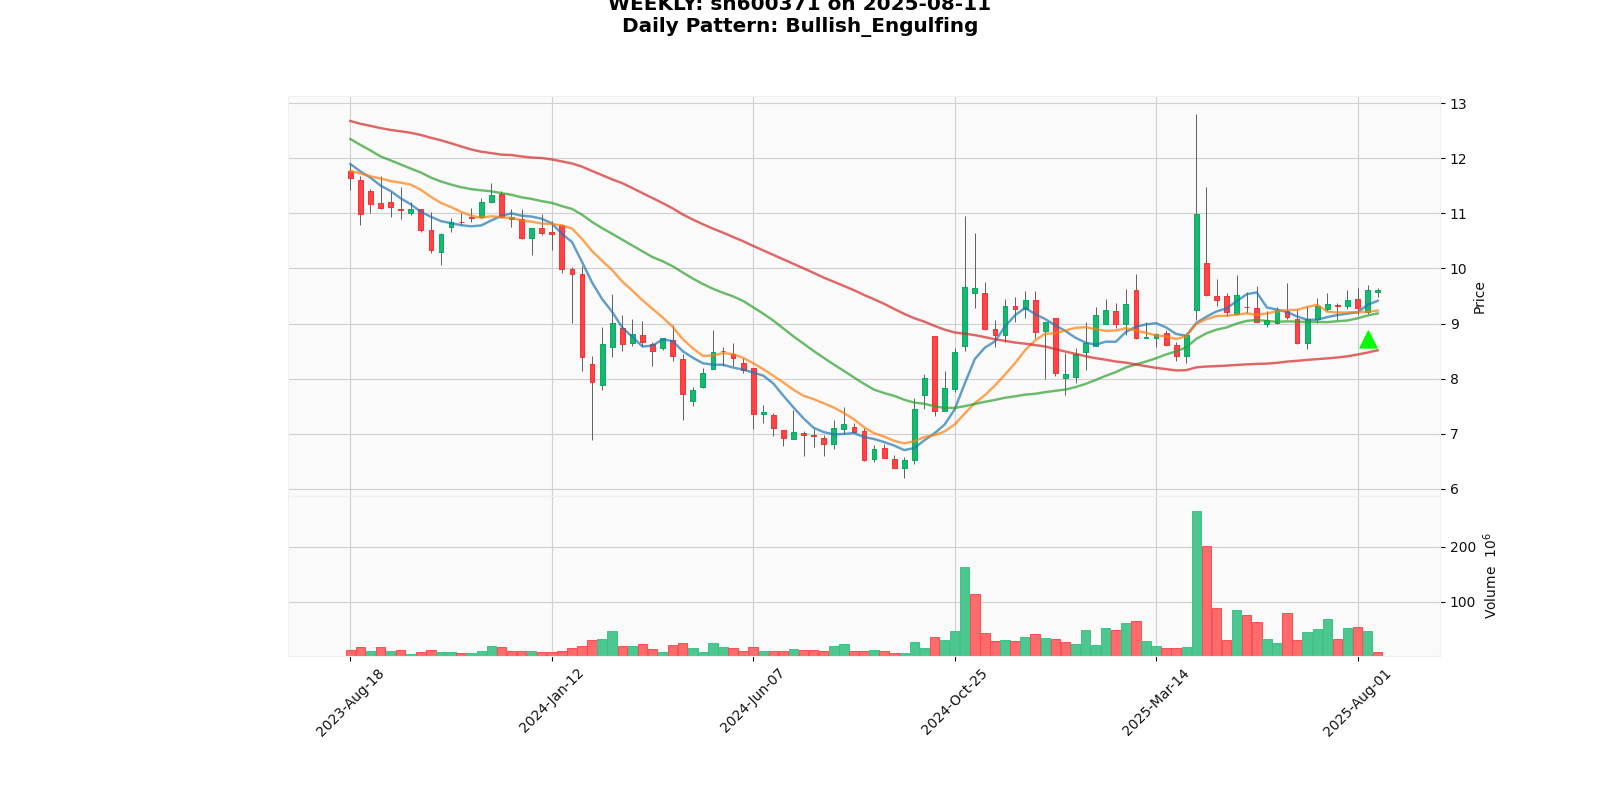 WEEKLY: sh600371 on 2025-08-11
Daily Pattern: Bullish_Engulfing
13
12
11
10
9
8
7
6
Price
200
100
Volume 10^6
2023-Aug-18
2024-Jan-12
2024-Jun-07
2024-Oct-25
2025-Mar-14
2025-Aug-01